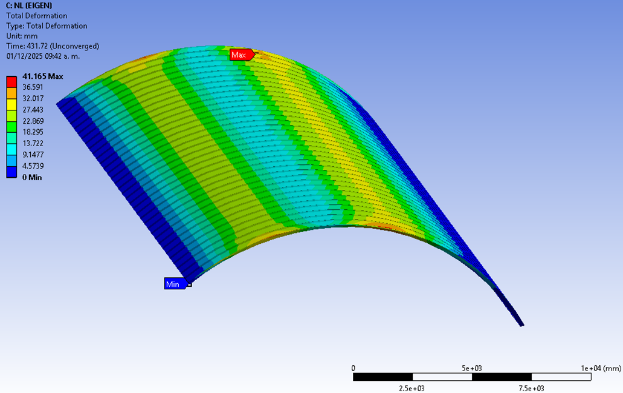 C: NL (EIGEN)
Total Deformation
Type: Total Deformation
Unit: mm
Time: 431.72 (Unconverged)
01/12/2025 09:42 a. m.
41.165 Max
36.591
32.017
27.443
22.869
18.295
13.722
9.1477
4.5739
0 Min
Max
Min
0 5e+03 1e+04 (mm)
2.5e+03 7.5e+03